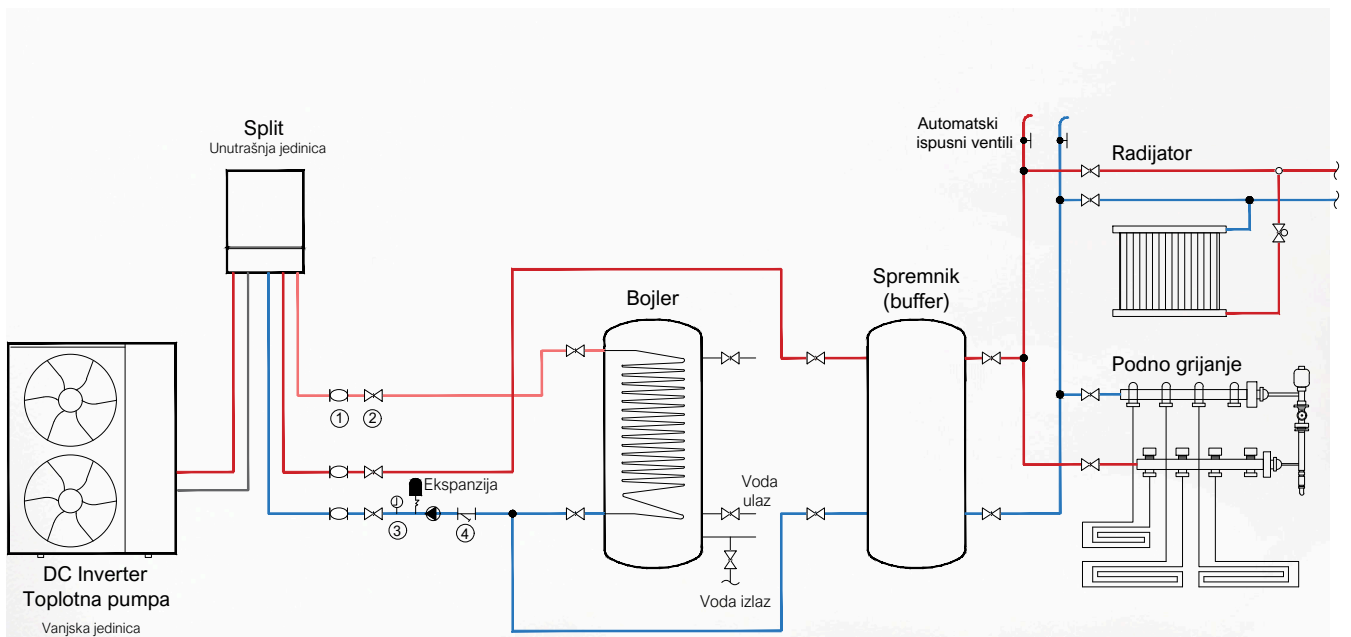 Split
Unutrašnja jedinica
Automatski
ispusni ventili
Radijator
Bojler
Spremnik
(buffer)
Podno grijanje
1
2
Ekspanzija
3
4
Voda
ulaz
Voda izlaz
DC Inverter
Toplotna pumpa
Vanjska jedinica